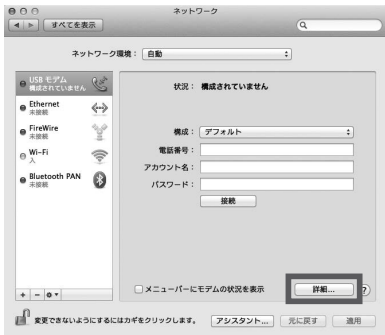 ネットワーク
すべてを表示
ネットワーク環境： 自動
USB モデム
構成されていません
Ethernet
未接続
FireWire
未接続
Wi-Fi
入
Bluetooth PAN
未接続
状況： 構成されていません
構成： デフォルト
電話番号：
アカウント名：
パスワード：
接続
メニューバーにモデムの状況を表示
詳細...
?
変更できないようにするにはカギをクリックします。
アシスタント...
元に戻す
適用